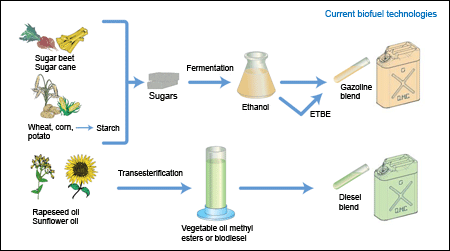 Current biofuel technologies
Sugar beet
Sugar cane
Fermentation
Sugars
Ethanol
ETBE
Gazoline
blend
Wheat, corn,
potato
Starch
Transesterification
Rapeseed oil
Sunflower oil
Vegetable oil methyl
esters or biodiesel
Diesel
blend